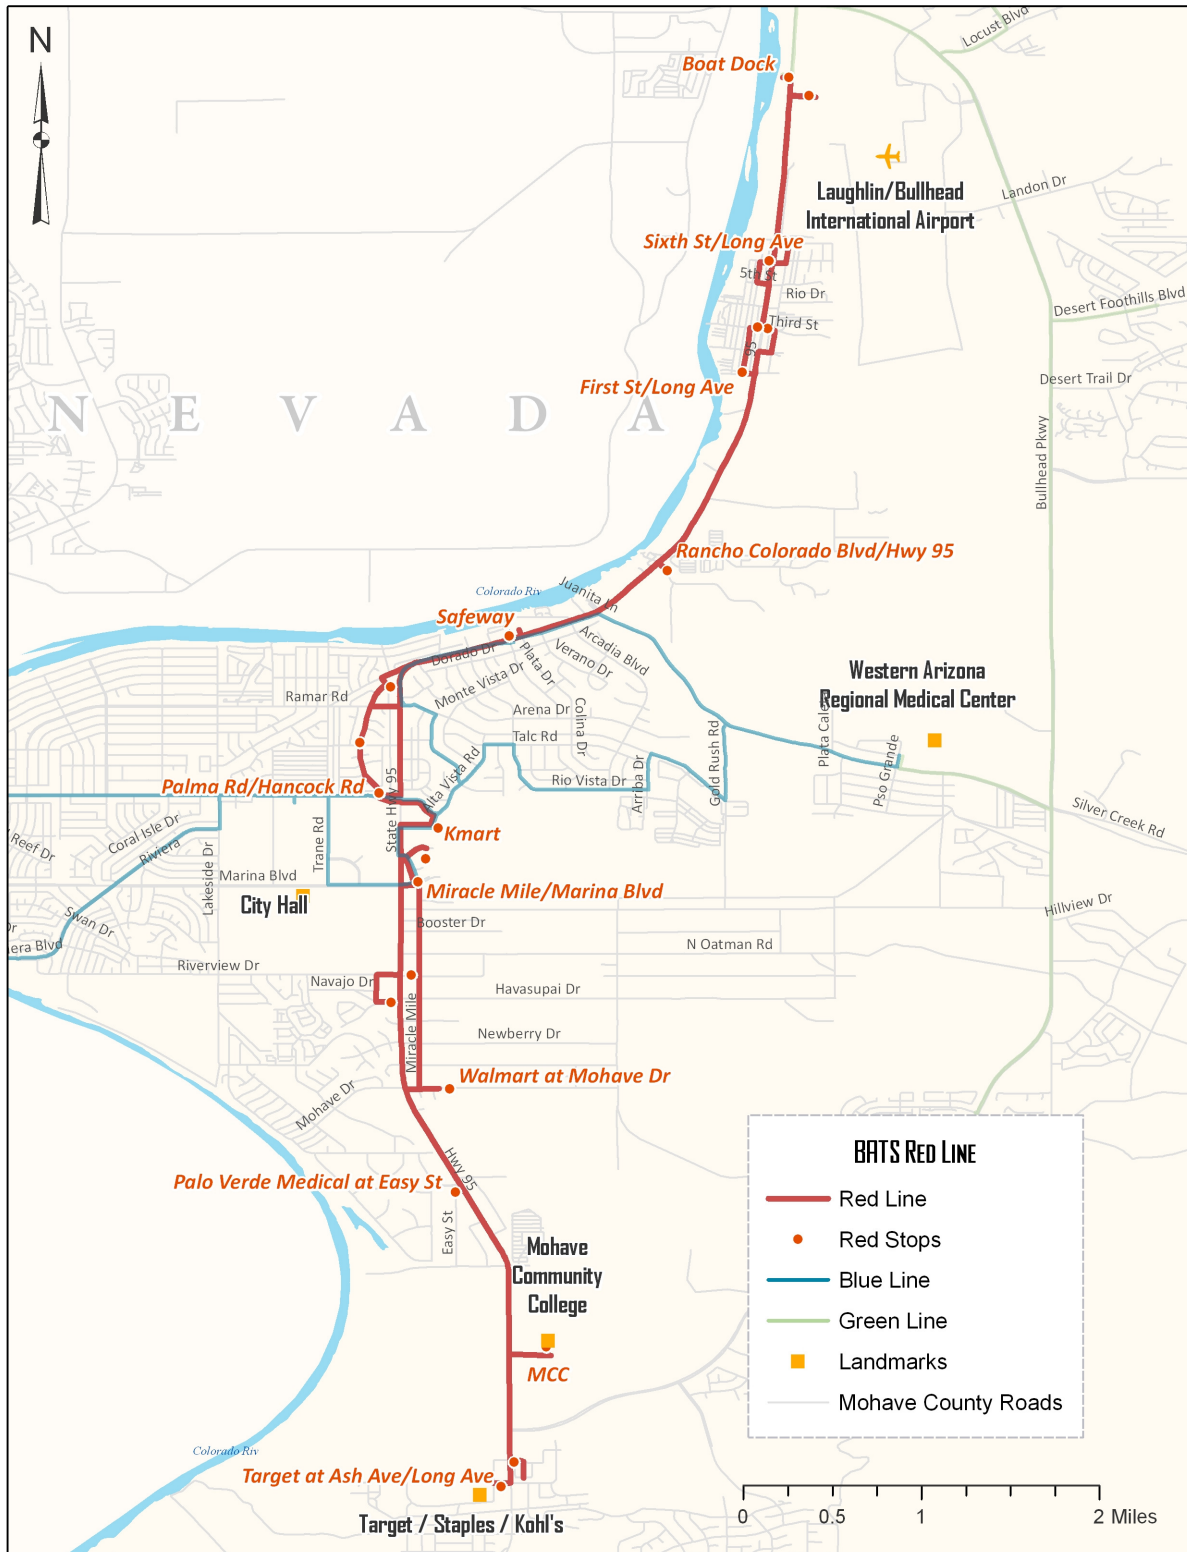 N
Locust Blvd
Boat Dock
Laughlin/Bullhead
International Airport
Landon Dr
Sixth St/Long Ave
5th St
Rio Dr
Desert Foothills Blvd
Third St
95
First St/Long Ave
Desert Trail Dr
NEVADA
Bullhead Pkwy
Rancho Colorado Blvd/Hwy 95
Colorado Riv
Juanita Ln
Safeway
Arcadia Blvd
Dorado Dr
Plata Dr
Verano Dr
Monte Vista Dr
Western Arizona
Regional Medical Center
Ramar Rd
Arena Dr
Colina Dr
Talc Rd
Plata Cale
Pso Grande
Gold Rush Rd
Palma Rd/Hancock Rd
State Hwy 95
Alta Vista Rd
Rio Vista Dr
Arriba Dr
Silver Creek Rd
Coral Isle Dr
Reef Dr
Riviera
Trane Rd
Kmart
Lakeside Dr
Marina Blvd
Miracle Mile/Marina Blvd
City Hall
Hillview Dr
Swan Dr
Dr
Booster Dr
iera Blvd
N Oatman Rd
Riverview Dr
Navajo Dr
Havasupai Dr
Miracle Mile
Newberry Dr
Walmart at Mohave Dr
Mohave Dr
Hwy 95
Palo Verde Medical at Easy St
Easy St
Mohave
Community
College
MCC
Colorado Riv
Target at Ash Ave/Long Ave
Target / Staples / Kohl's
BATS RED LINE
Red Line
Red Stops
Blue Line
Green Line
Landmarks
Mohave County Roads
0 0.5 1 2 Miles